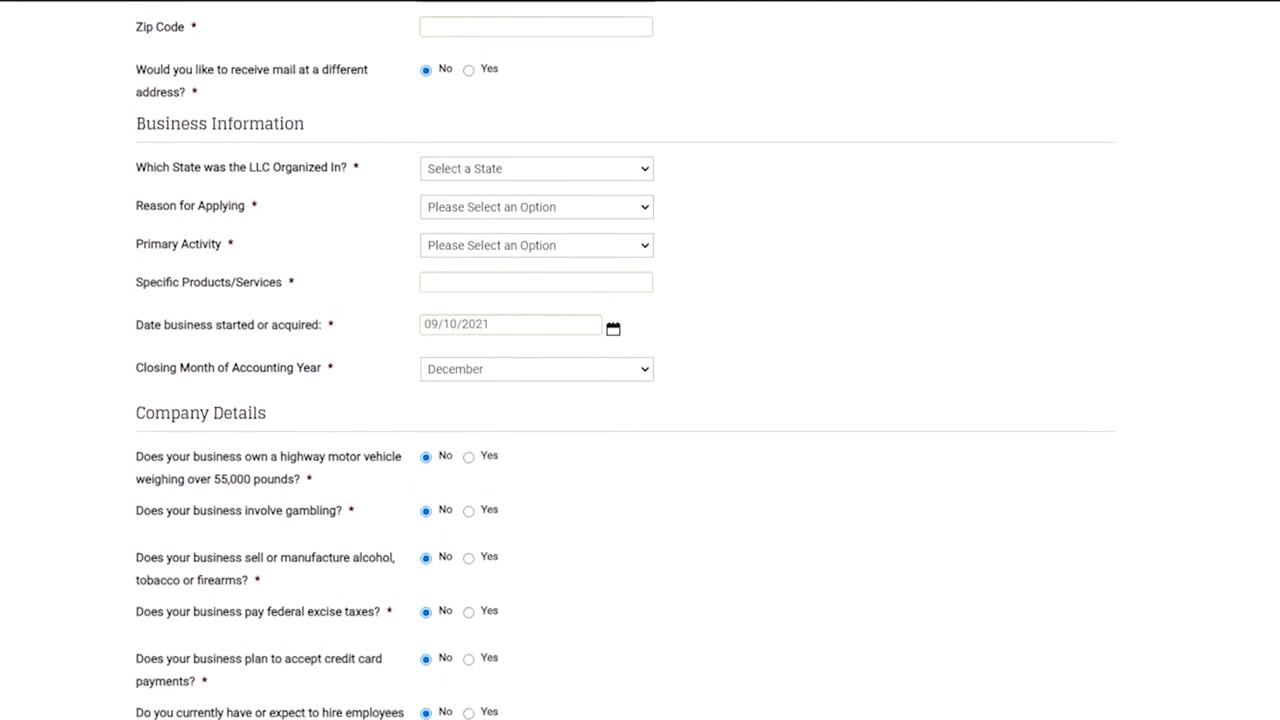 Zip Code *
Would you like to receive mail at a different No Yes
address? *
Business Information
Which State was the LLC Organized In? * Select a State
Reason for Applying * Please Select an Option
Primary Activity * Please Select an Option
Specific Products/Services *
Date business started or acquired: * 09/10/2021
Closing Month of Accounting Year * December
Company Details
Does your business own a highway motor vehicle No Yes
weighing over 55,000 pounds? *
Does your business involve gambling? * No Yes
Does your business sell or manufacture alcohol, No Yes
tobacco or firearms? *
Does your business pay federal excise taxes? * No Yes
Does your business plan to accept credit card No Yes
payments? *
Do you currently have or expect to hire employees No Yes